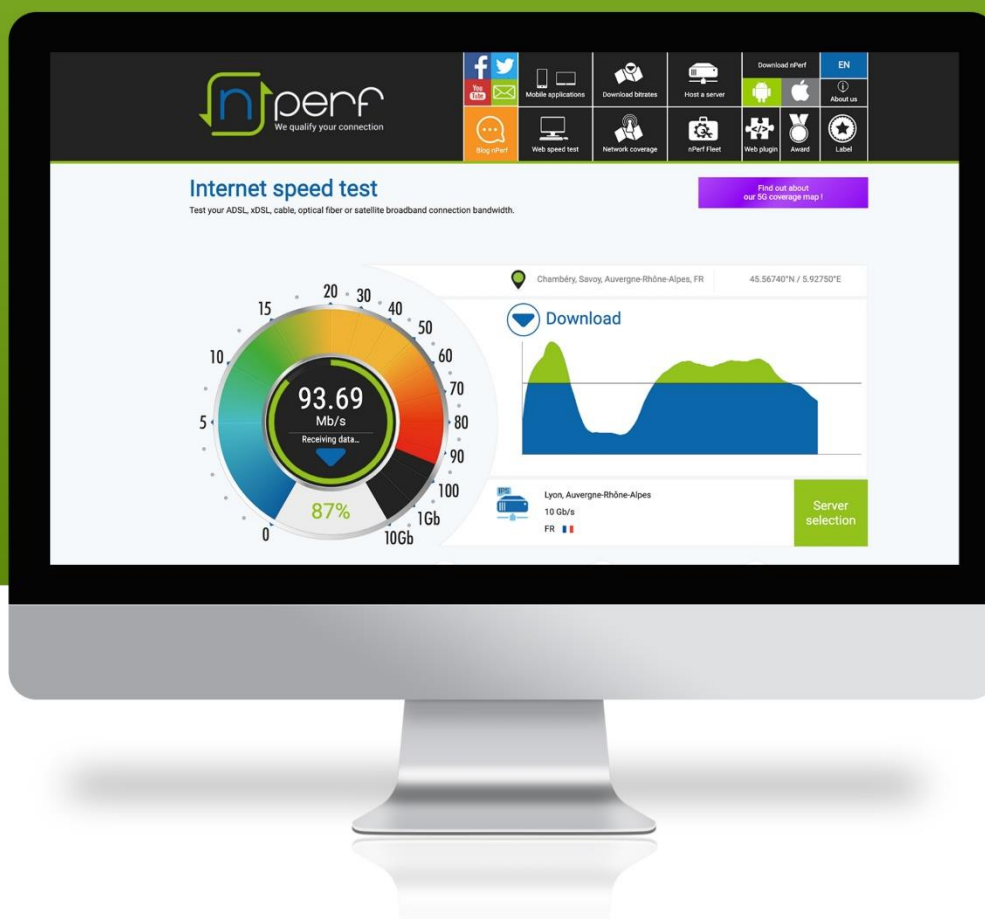 nperf
We qualify your connection
f
You
Tube
Mobile applications
Download bitrates
Host a server
Download nPerf
EN
i
About us
Blog nPerf
Web speed test
Network coverage
nPerf Fleet
Web plugin
Award
Label
Internet speed test
Test your ADSL, xDSL, cable, optical fiber or satellite broadband connection bandwidth.
Find out about
our 5G coverage map !
Chambéry, Savoy, Auvergne-Rhône-Alpes, FR
45.56740°N / 5.92750°E
Download
0
5
10
15
20
30
40
50
60
70
80
90
100
1Gb
10Gb
93.69
Mb/s
Receiving data...
87%
Lyon, Auvergne-Rhône-Alpes
10 Gb/s
FR
Server
selection